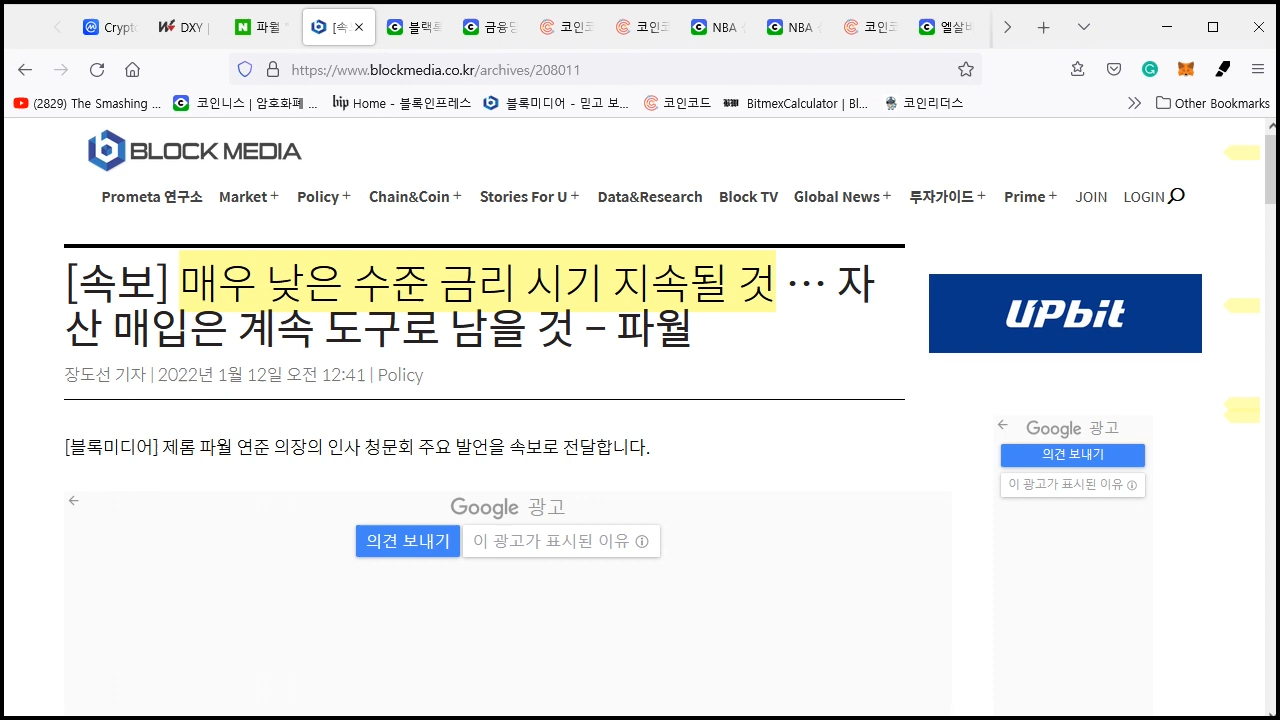 Crypt
DXY
파월
[속
블랙록
금융당
코인코
코인코
NBA
NBA
코인코
엘살바
https://www.blockmedia.co.kr/archives/208011
(2829) The Smashing ...
코인니스 | 암호화폐 ...
bip Home - 블록인프레스
블록미디어 - 믿고 보...
코인코드
BitmexCalculator | Bl...
코인리더스
Other Bookmarks
BLOCK MEDIA
Prometa 연구소 Market+ Policy+ Chain&Coin+ Stories For U+ Data&Research Block TV Global News+ 투자가이드+ Prime+ JOIN LOGIN
[속보] 매우 낮은 수준 금리 시기 지속될 것 … 자
산 매입은 계속 도구로 남을 것 – 파월
장도선 기자 | 2022년 1월 12일 오전 12:41 | Policy
UPbit
[블록미디어] 제롬 파월 연준 의장의 인사 청문회 주요 발언을 속보로 전달합니다.
Google 광고
의견 보내기
이 광고가 표시된 이유
Google 광고
의견 보내기 이 광고가 표시된 이유